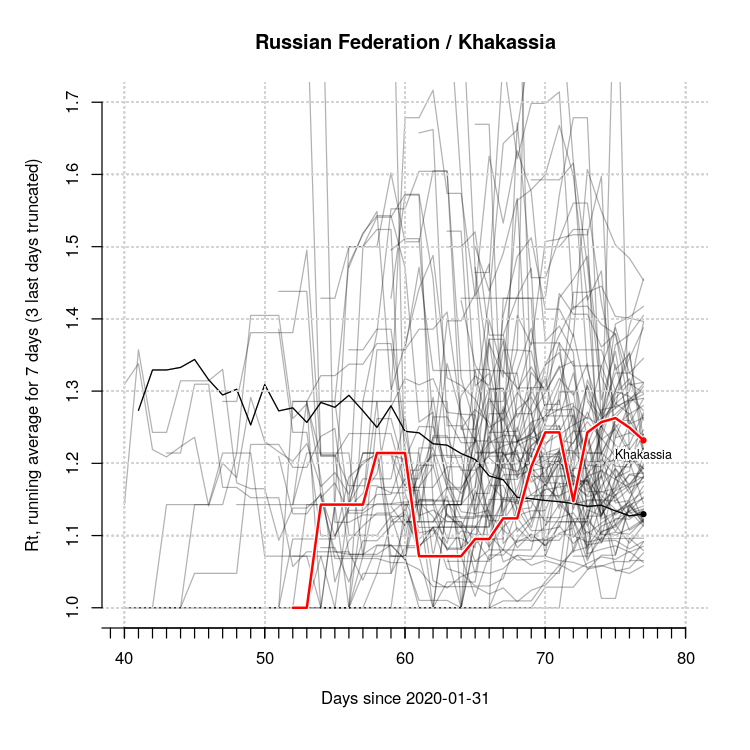 Russian Federation / Khakassia
Rt, running average for 7 days (3 last days truncated)
1.7
1.6
1.5
1.4
1.3
1.2
1.1
1.0
Khakassia
40 50 60 70 80
Days since 2020-01-31